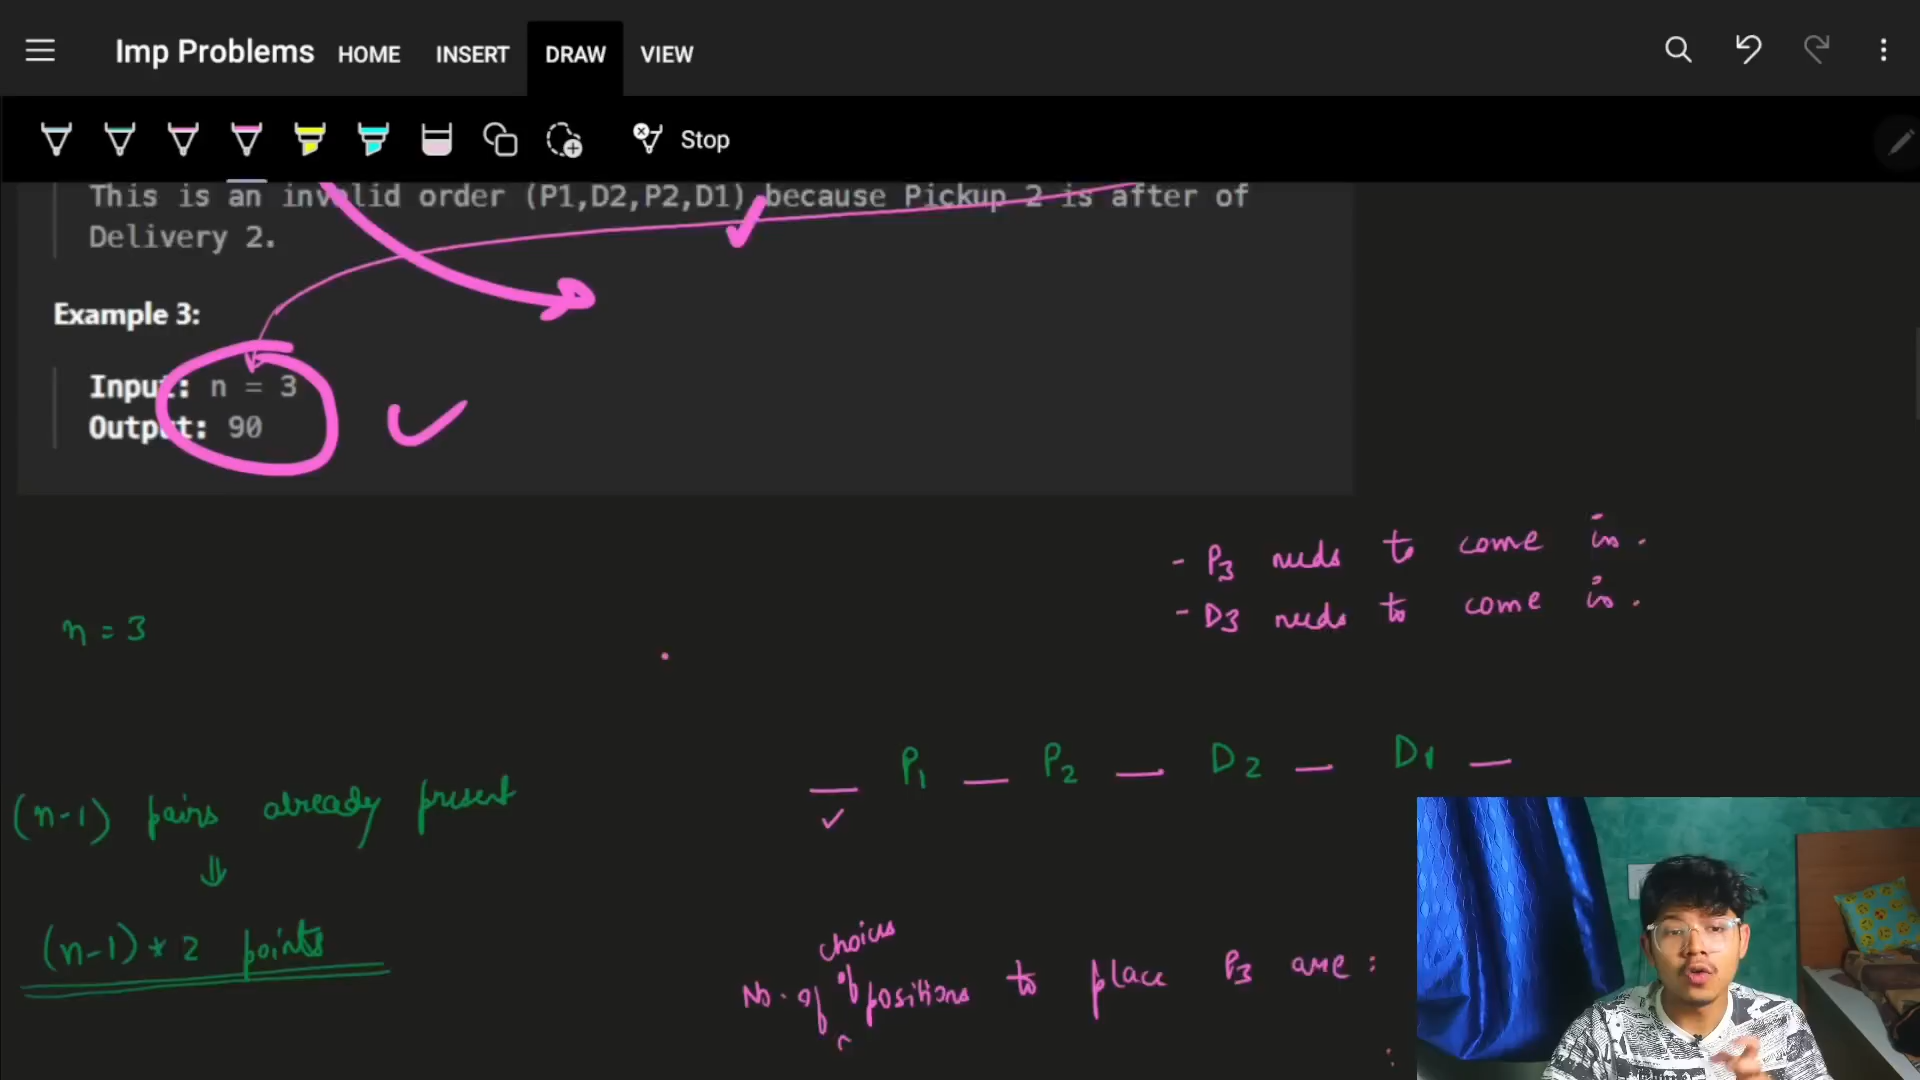 Imp Problems HOME INSERT DRAW VIEW
Stop
This is an invalid order (P1,D2,P2,D1) because Pickup 2 is after of
Delivery 2.
Example 3:
Input: n = 3
Output: 90
- P3 needs to come in.
- D3 needs to come in.
n = 3
P1 _ P2 _ D2 _ D1 _
(n-1) pairs already present
(n-1) * 2 points
choices
of
No. of positions to place P3 are :